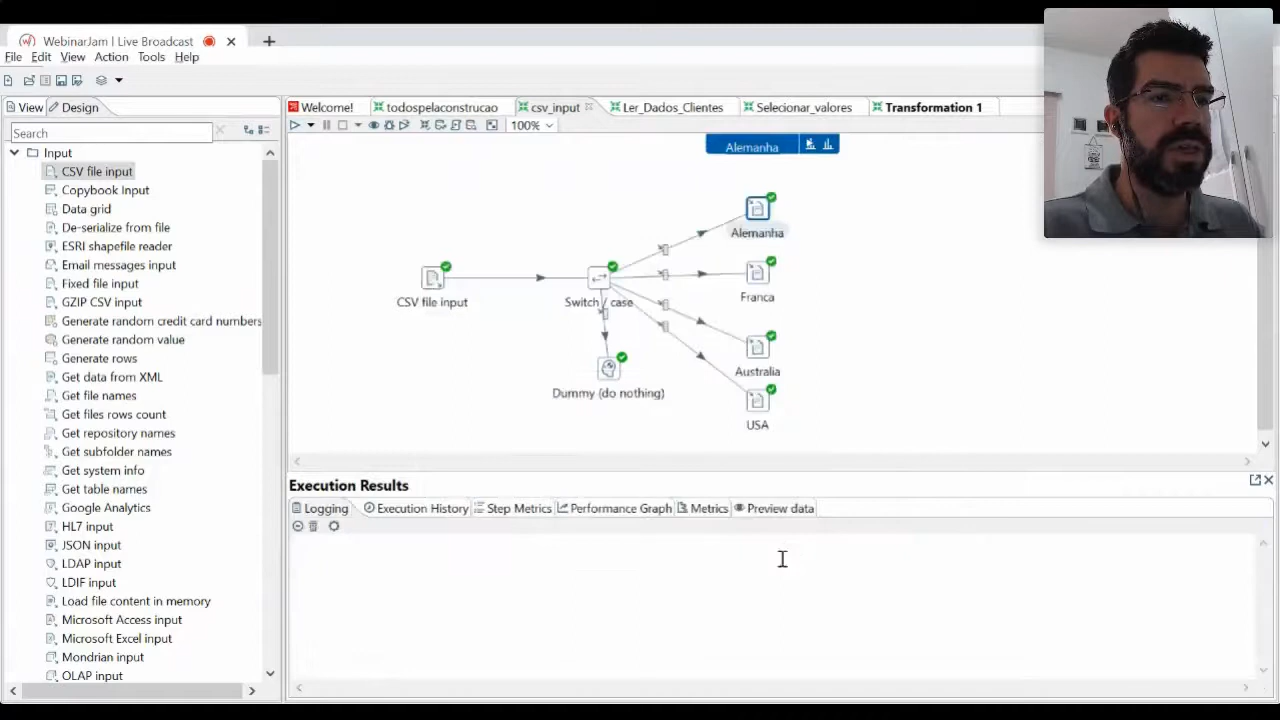 WebinarJam | Live Broadcast
File Edit View Action Tools Help
View Design
Welcome! todospelaconstrucao csv_input Ler_Dados_Clientes Selecionar_valores Transformation 1
Search
100%
Input
CSV file input
Copybook Input
Data grid
De-serialize from file
ESRI shapefile reader
Email messages input
Fixed file input
GZIP CSV input
Generate random credit card numbers
Generate random value
Generate rows
Get data from XML
Get file names
Get files rows count
Get repository names
Get subfolder names
Get system info
Get table names
Google Analytics
HL7 input
JSON input
LDAP input
LDIF input
Load file content in memory
Microsoft Access input
Microsoft Excel input
Mondrian input
OLAP input
Alemanha
Alemanha
CSV file input
Switch / case
Franca
Dummy (do nothing)
Australia
USA
Execution Results
Logging Execution History Step Metrics Performance Graph Metrics Preview data